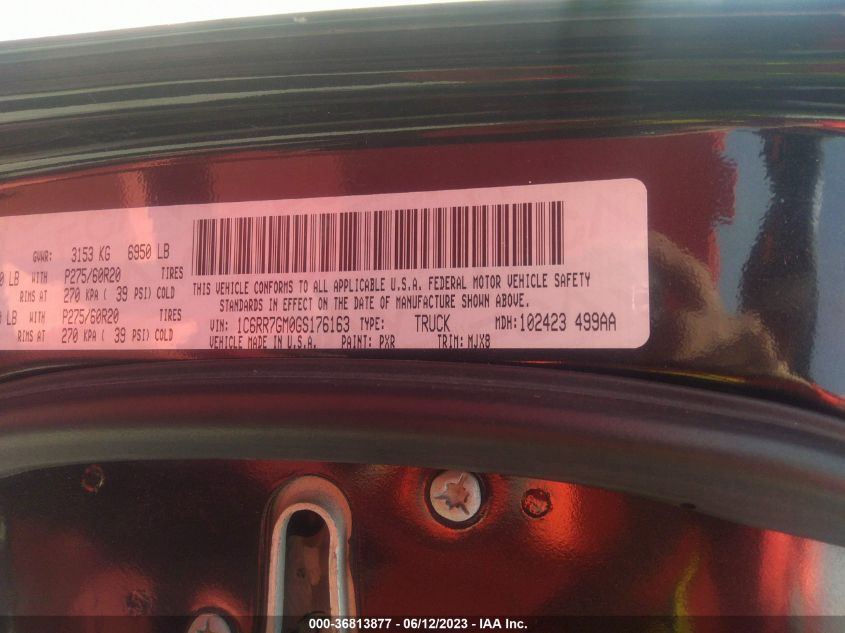 GVWR: 3153 KG 6950 LB
LB WITH P275/60R20 TIRES
RIMS AT 270 KPA ( 39 PSI) COLD
LB WITH P275/60R20 TIRES
RIMS AT 270 KPA ( 39 PSI) COLD
THIS VEHICLE CONFORMS TO ALL APPLICABLE U.S.A. FEDERAL MOTOR VEHICLE SAFETY
STANDARDS IN EFFECT ON THE DATE OF MANUFACTURE SHOWN ABOVE.
VIN: 1C6RR7GM0GS176163 TYPE: TRUCK MDH: 102423 499AA
VEHICLE MADE IN U.S.A. PAINT: PXR TRIM: MJX8
000-36813877 - 06/12/2023 - IAA Inc.